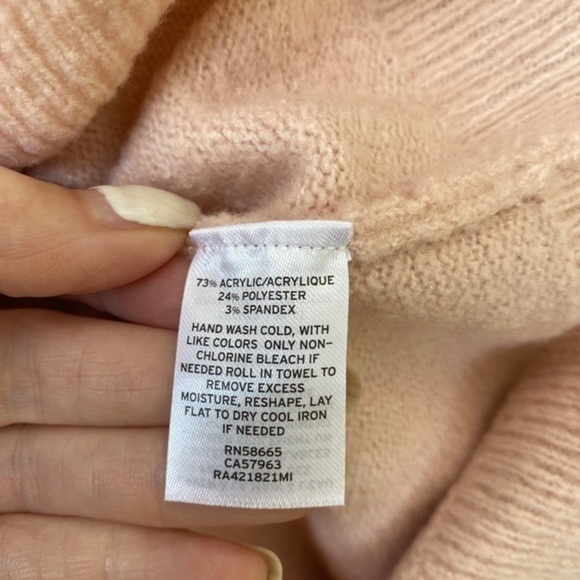 73% ACRYLIC/ACRYLIQUE
24% POLYESTER
3% SPANDEX
HAND WASH COLD, WITH
LIKE COLORS ONLY NON-
CHLORINE BLEACH IF
NEEDED ROLL IN TOWEL TO
REMOVE EXCESS
MOISTURE, RESHAPE, LAY
FLAT TO DRY COOL IRON
IF NEEDED
RN58665
CA57963
RA421821MI